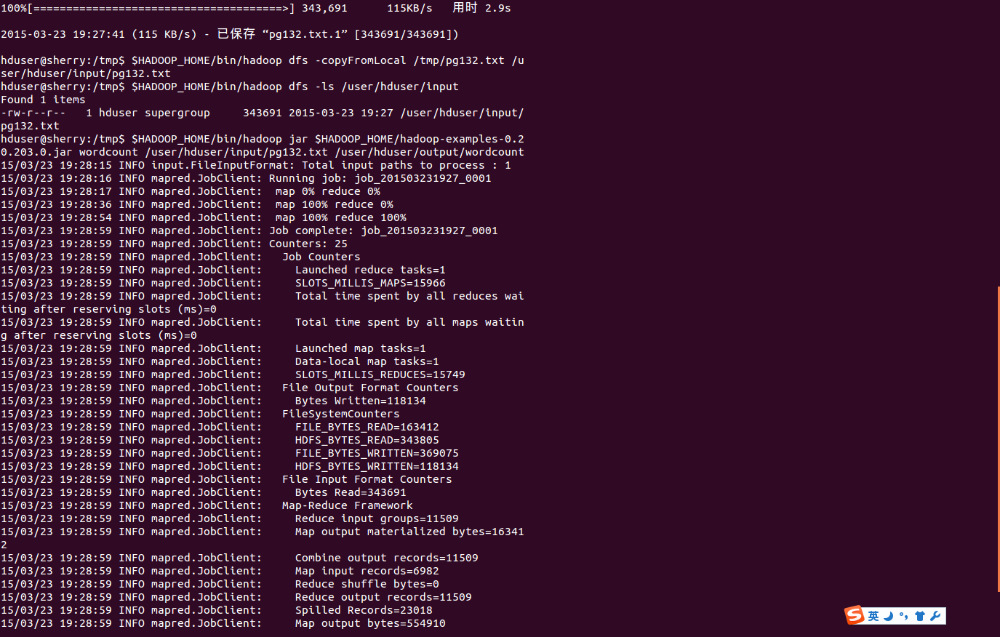 100%[======================================>] 343,691      115KB/s   用时 2.9s
2015-03-23 19:27:41 (115 KB/s) - 已保存 “pg132.txt.1” [343691/343691])
hduser@sherry:/tmp$ $HADOOP_HOME/bin/hadoop dfs -copyFromLocal /tmp/pg132.txt /u
ser/hduser/input/pg132.txt
hduser@sherry:/tmp$ $HADOOP_HOME/bin/hadoop dfs -ls /user/hduser/input
Found 1 items
-rw-r--r--   1 hduser supergroup     343691 2015-03-23 19:27 /user/hduser/input/
pg132.txt
hduser@sherry:/tmp$ $HADOOP_HOME/bin/hadoop jar $HADOOP_HOME/hadoop-examples-0.2
0.203.0.jar wordcount /user/hduser/input/pg132.txt /user/hduser/output/wordcount
15/03/23 19:28:15 INFO input.FileInputFormat: Total input paths to process : 1
15/03/23 19:28:16 INFO mapred.JobClient: Running job: job_201503231927_0001
15/03/23 19:28:17 INFO mapred.JobClient:  map 0% reduce 0%
15/03/23 19:28:36 INFO mapred.JobClient:  map 100% reduce 0%
15/03/23 19:28:54 INFO mapred.JobClient:  map 100% reduce 100%
15/03/23 19:28:59 INFO mapred.JobClient: Job complete: job_201503231927_0001
15/03/23 19:28:59 INFO mapred.JobClient: Counters: 25
15/03/23 19:28:59 INFO mapred.JobClient:   Job Counters
15/03/23 19:28:59 INFO mapred.JobClient:     Launched reduce tasks=1
15/03/23 19:28:59 INFO mapred.JobClient:     SLOTS_MILLIS_MAPS=15966
15/03/23 19:28:59 INFO mapred.JobClient:     Total time spent by all reduces wai
ting after reserving slots (ms)=0
15/03/23 19:28:59 INFO mapred.JobClient:     Total time spent by all maps waitin
g after reserving slots (ms)=0
15/03/23 19:28:59 INFO mapred.JobClient:     Launched map tasks=1
15/03/23 19:28:59 INFO mapred.JobClient:     Data-local map tasks=1
15/03/23 19:28:59 INFO mapred.JobClient:     SLOTS_MILLIS_REDUCES=15749
15/03/23 19:28:59 INFO mapred.JobClient:   File Output Format Counters
15/03/23 19:28:59 INFO mapred.JobClient:     Bytes Written=118134
15/03/23 19:28:59 INFO mapred.JobClient:   FileSystemCounters
15/03/23 19:28:59 INFO mapred.JobClient:     FILE_BYTES_READ=163412
15/03/23 19:28:59 INFO mapred.JobClient:     HDFS_BYTES_READ=343805
15/03/23 19:28:59 INFO mapred.JobClient:     FILE_BYTES_WRITTEN=369075
15/03/23 19:28:59 INFO mapred.JobClient:     HDFS_BYTES_WRITTEN=118134
15/03/23 19:28:59 INFO mapred.JobClient:   File Input Format Counters
15/03/23 19:28:59 INFO mapred.JobClient:     Bytes Read=343691
15/03/23 19:28:59 INFO mapred.JobClient:   Map-Reduce Framework
15/03/23 19:28:59 INFO mapred.JobClient:     Reduce input groups=11509
15/03/23 19:28:59 INFO mapred.JobClient:     Map output materialized bytes=16341
2
15/03/23 19:28:59 INFO mapred.JobClient:     Combine output records=11509
15/03/23 19:28:59 INFO mapred.JobClient:     Map input records=6982
15/03/23 19:28:59 INFO mapred.JobClient:     Reduce shuffle bytes=0
15/03/23 19:28:59 INFO mapred.JobClient:     Reduce output records=11509
15/03/23 19:28:59 INFO mapred.JobClient:     Spilled Records=23018
15/03/23 19:28:59 INFO mapred.JobClient:     Map output bytes=554910
S 英